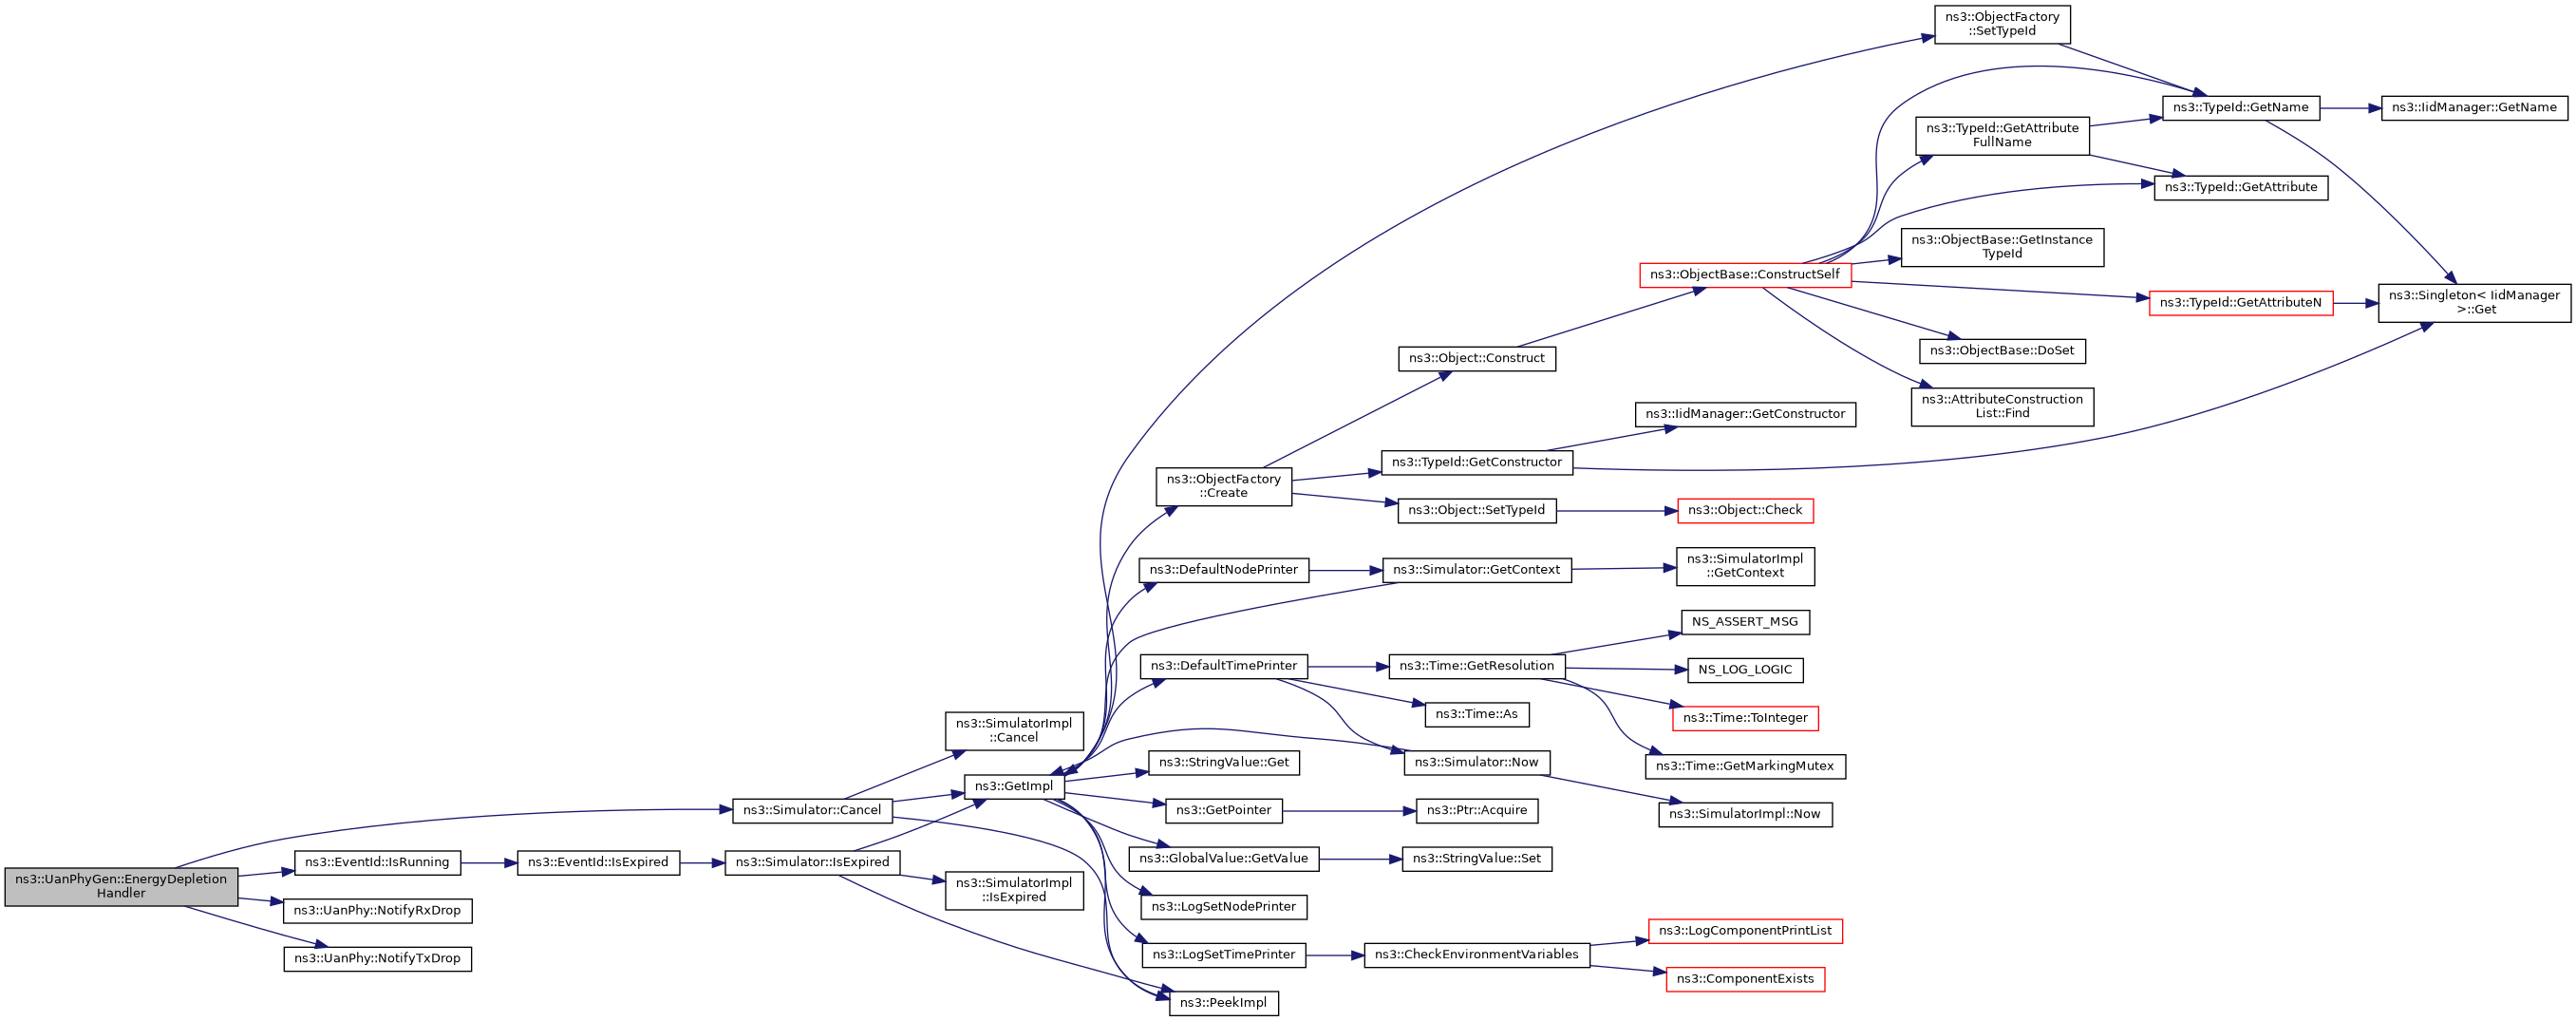 ns3::UanPhyGen::EnergyDepletion
Handler
ns3::Simulator::Cancel
ns3::EventId::IsRunning
ns3::UanPhy::NotifyRxDrop
ns3::UanPhy::NotifyTxDrop
ns3::EventId::IsExpired
ns3::Simulator::IsExpired
ns3::SimulatorImpl
::Cancel
ns3::GetImpl
ns3::SimulatorImpl
::IsExpired
ns3::ObjectFactory
::Create
ns3::DefaultNodePrinter
ns3::DefaultTimePrinter
ns3::StringValue::Get
ns3::GetPointer
ns3::GlobalValue::GetValue
ns3::LogSetNodePrinter
ns3::LogSetTimePrinter
ns3::PeekImpl
ns3::Object::Construct
ns3::TypeId::GetConstructor
ns3::Object::SetTypeId
ns3::Simulator::GetContext
ns3::Time::GetResolution
ns3::Time::As
ns3::Simulator::Now
ns3::Ptr::Acquire
ns3::StringValue::Set
ns3::CheckEnvironmentVariables
ns3::ObjectBase::ConstructSelf
ns3::IidManager::GetConstructor
ns3::Object::Check
ns3::SimulatorImpl
::GetContext
NS_ASSERT_MSG
NS_LOG_LOGIC
ns3::Time::ToInteger
ns3::Time::GetMarkingMutex
ns3::SimulatorImpl::Now
ns3::LogComponentPrintList
ns3::ComponentExists
ns3::ObjectFactory
::SetTypeId
ns3::TypeId::GetAttribute
FullName
ns3::ObjectBase::GetInstance
TypeId
ns3::ObjectBase::DoSet
ns3::AttributeConstruction
List::Find
ns3::TypeId::GetName
ns3::TypeId::GetAttribute
ns3::TypeId::GetAttributeN
ns3::IidManager::GetName
ns3::Singleton< IidManager
>::Get